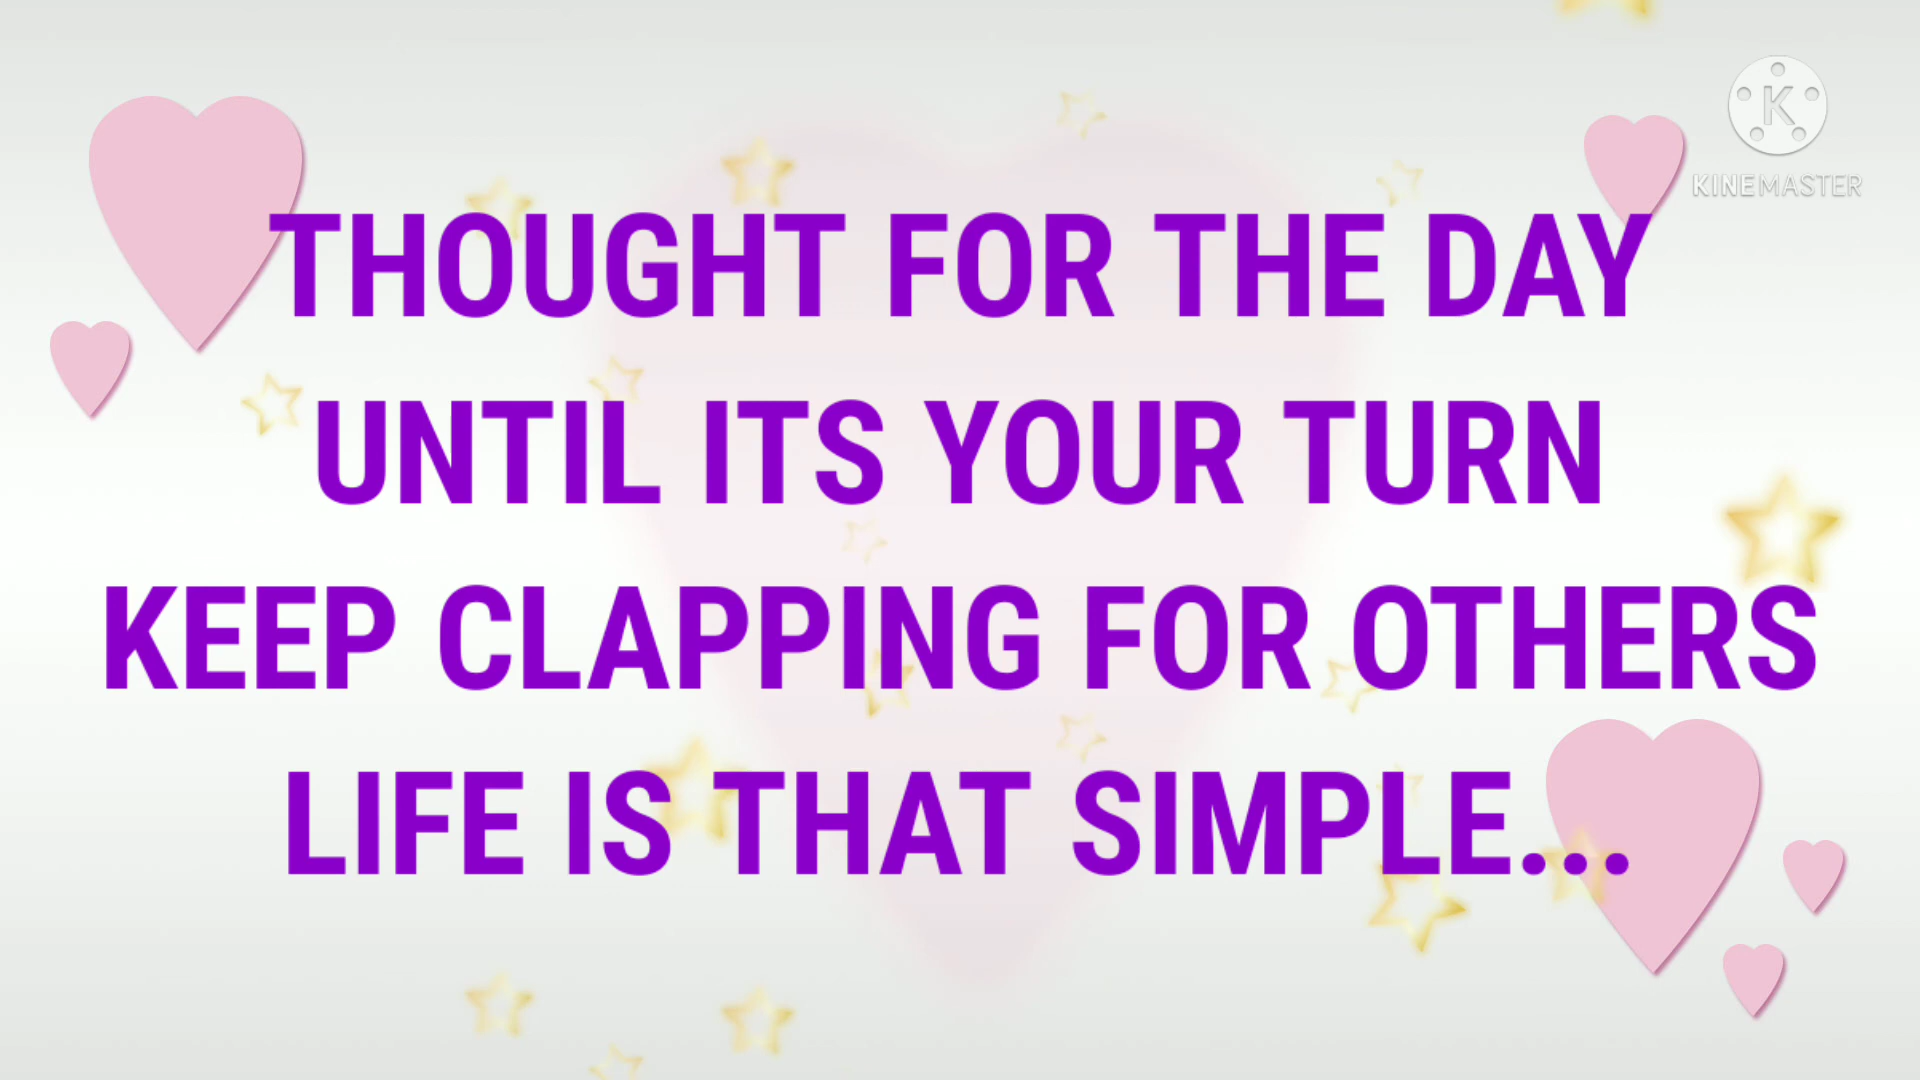 K
KINEMASTER
THOUGHT FOR THE DAY
UNTIL ITS YOUR TURN
KEEP CLAPPING FOR OTHERS
LIFE IS THAT SIMPLE...